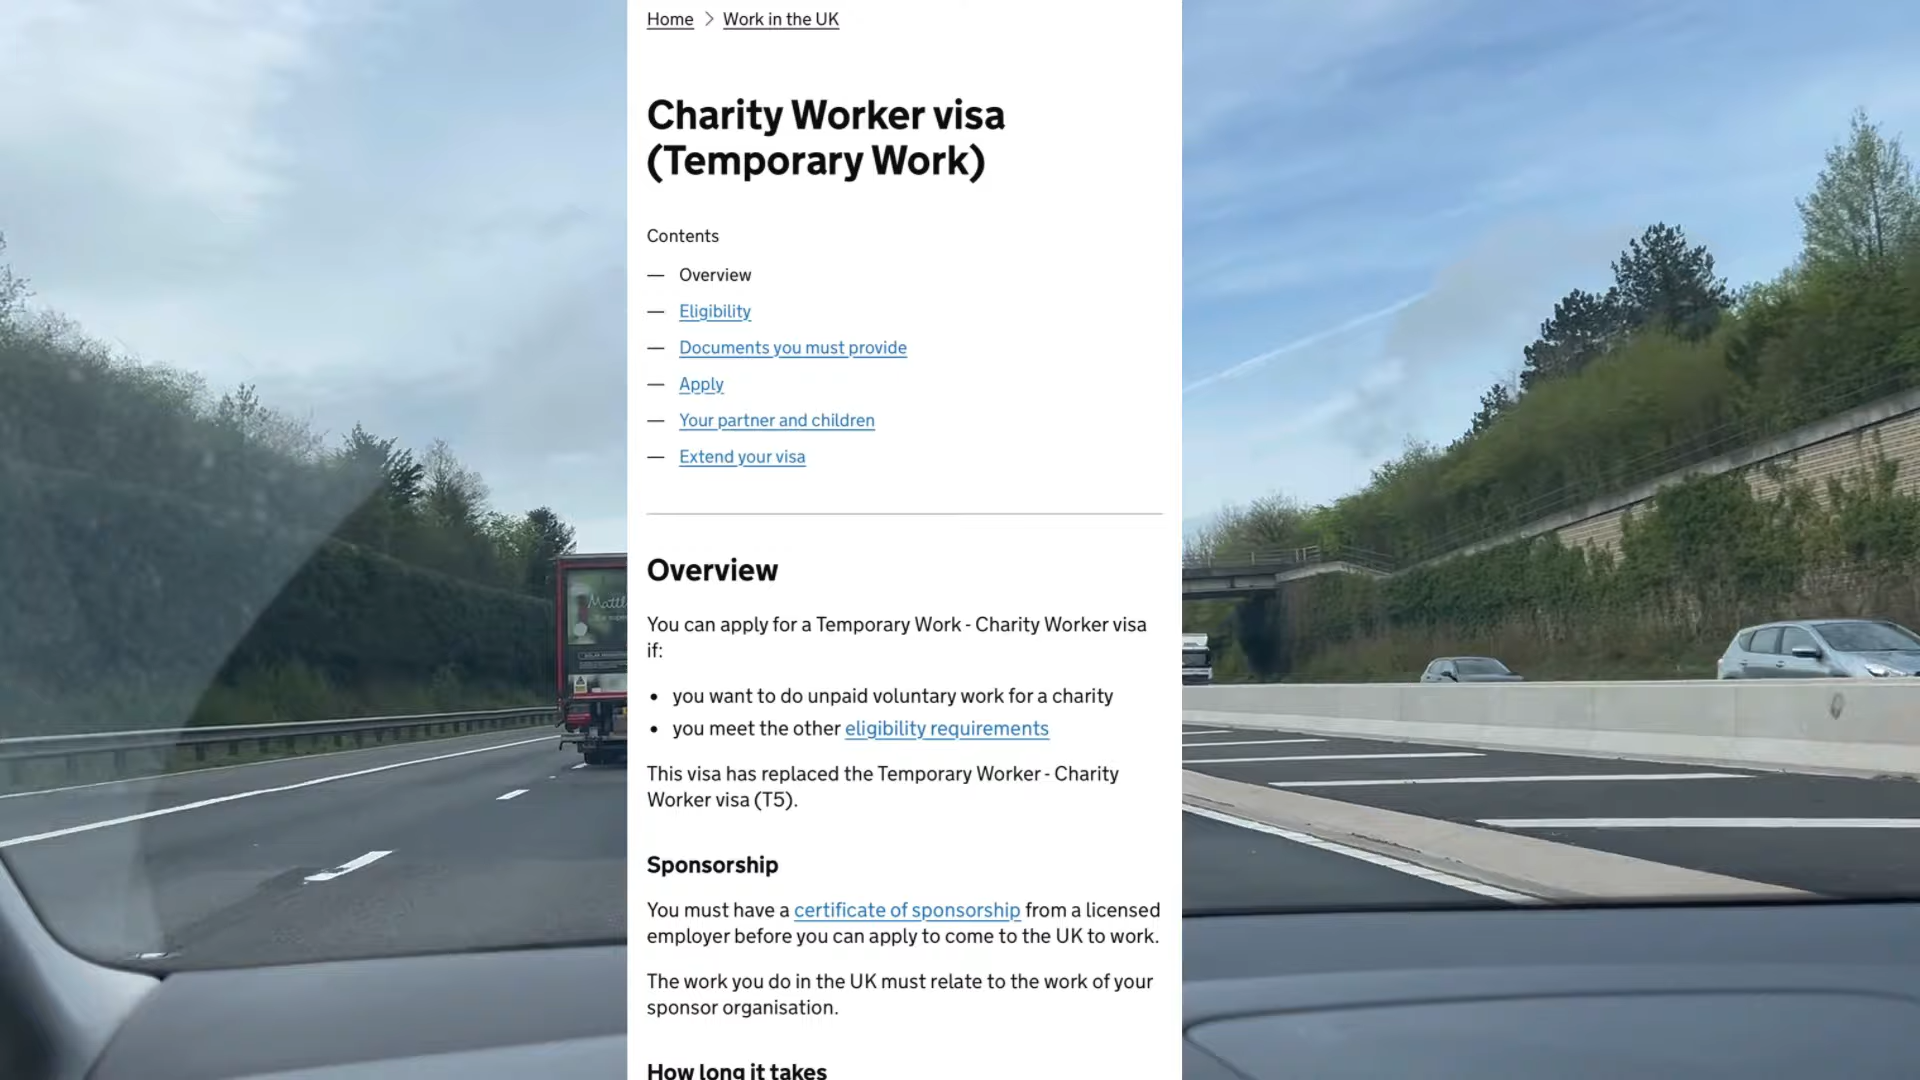 Home > Work in the UK
Charity Worker visa
(Temporary Work)
Contents
— Overview
— Eligibility
— Documents you must provide
— Apply
— Your partner and children
— Extend your visa
Overview
You can apply for a Temporary Work - Charity Worker visa
if:
• you want to do unpaid voluntary work for a charity
• you meet the other eligibility requirements
This visa has replaced the Temporary Worker - Charity
Worker visa (T5).
Sponsorship
You must have a certificate of sponsorship from a licensed
employer before you can apply to come to the UK to work.
The work you do in the UK must relate to the work of your
sponsor organisation.
How long it takes